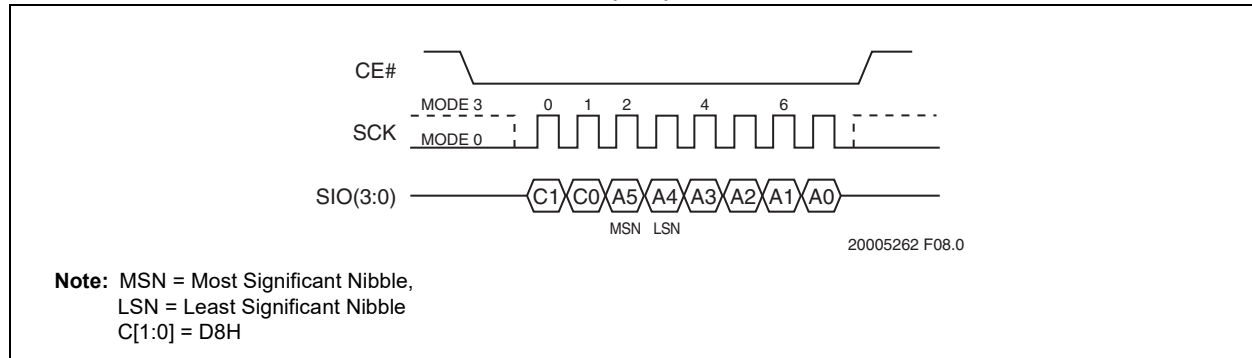 CE#
MODE 3 0 1 2 4 6
SCK MODE 0
SIO(3:0) C1 C0 A5 A4 A3 A2 A1 A0
MSN LSN
20005262 F08.0
Note: MSN = Most Significant Nibble,
LSN = Least Significant Nibble
C[1:0] = D8H